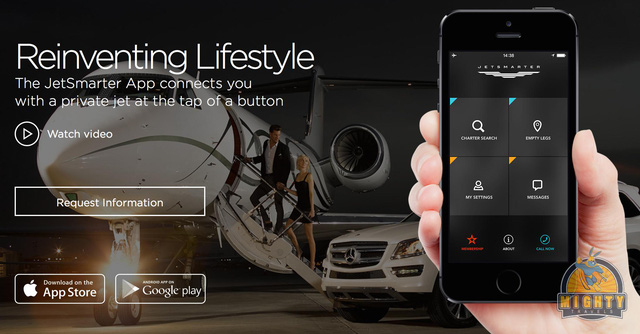 Reinventing Lifestyle
The JetSmarter App connects you
with a private jet at the tap of a button
Watch video
Request Information
Download on the
App Store
ANDROID APP ON
Google play
14:38
JETSMARTER
CHARTER SEARCH
EMPTY LEGS
MY SETTINGS
MESSAGES
MEMBERSHIP
ABOUT
CALL NOW
MIGHTY
TRAVELS